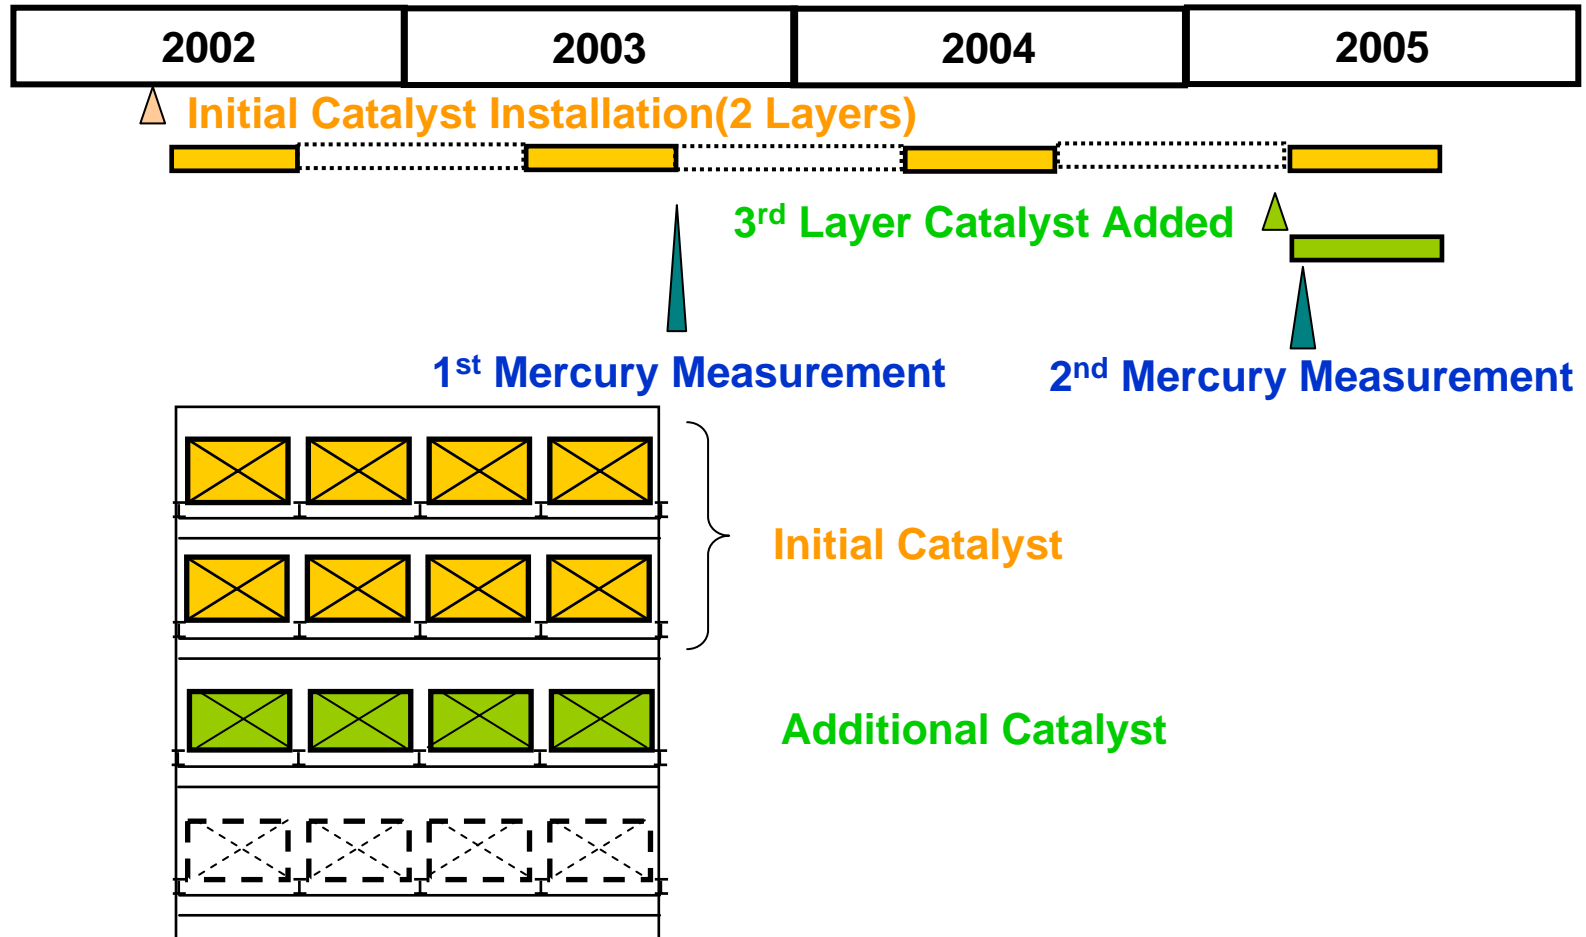 2002 2003 2004 2005
Initial Catalyst Installation(2 Layers)
3rd Layer Catalyst Added
1st Mercury Measurement
2nd Mercury Measurement
Initial Catalyst
Additional Catalyst